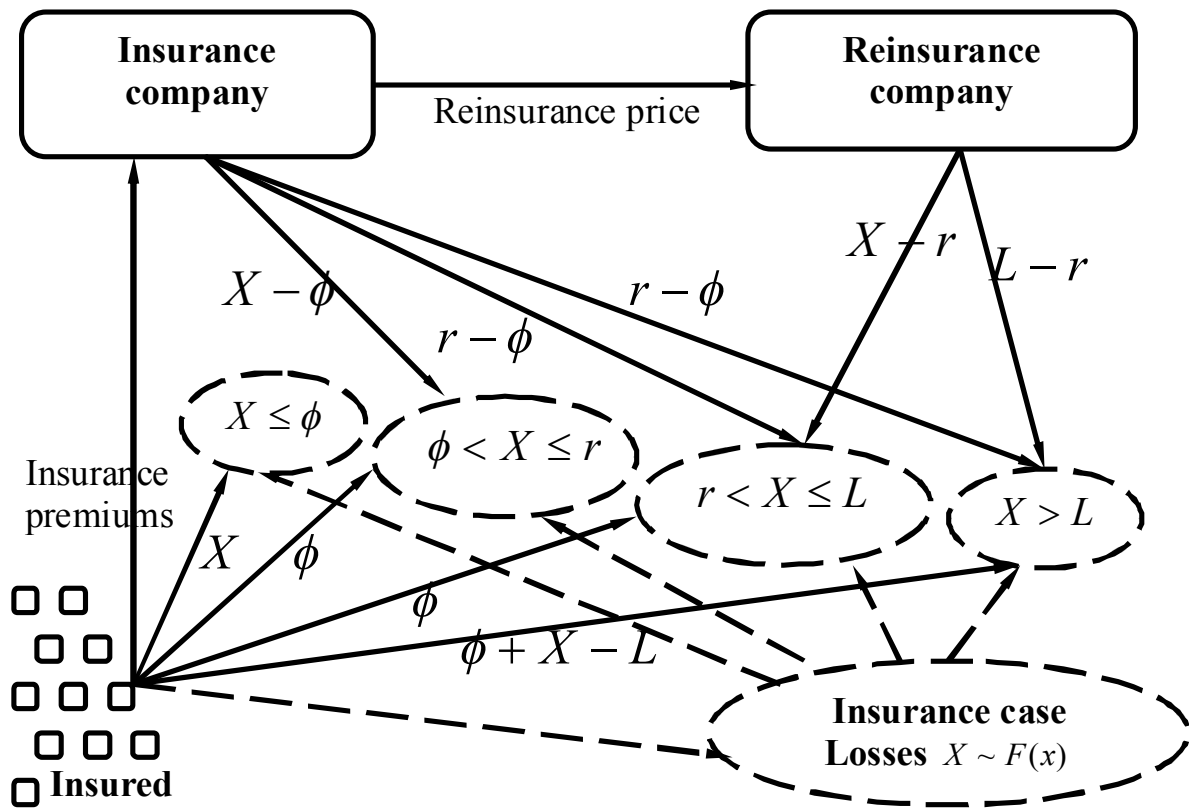 Insurance
company
Reinsurance
company
Reinsurance price
X − r
L − r
X − ϕ
r − ϕ
r − ϕ
X ≤ ϕ
ϕ < X ≤ r
r < X ≤ L
X > L
Insurance
premiums
X
ϕ
ϕ
ϕ + X − L
Insurance case
Losses X ~ F(x)
Insured